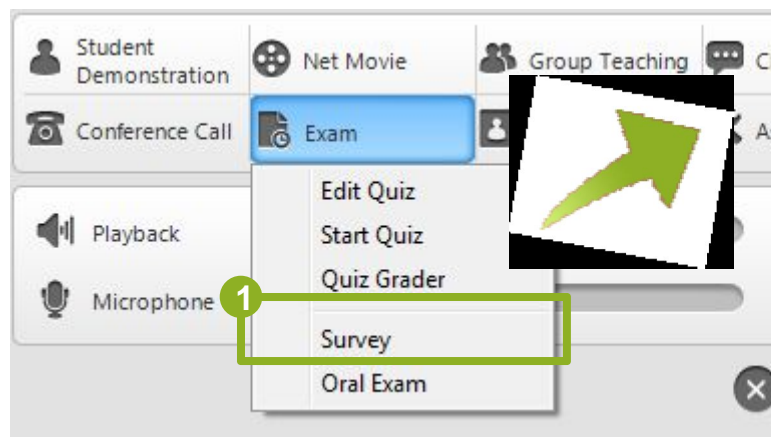 Student
Demonstration
Net Movie
Group Teaching
Conference Call
Exam
Edit Quiz
Start Quiz
Quiz Grader
Survey
Oral Exam
Playback
Microphone
1